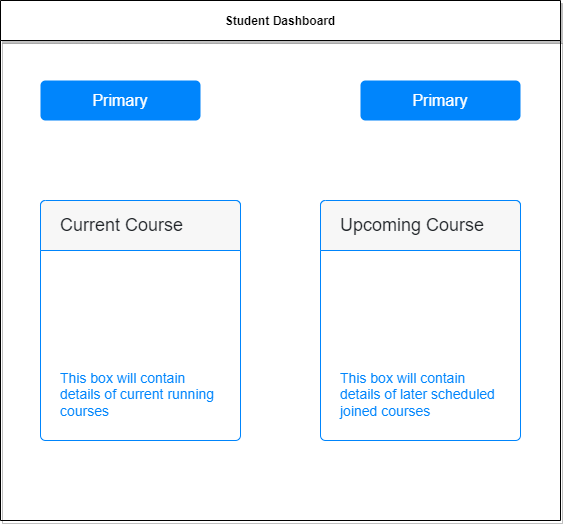 Student Dashboard
Primary
Primary
Current Course
This box will contain
details of current running
courses
Upcoming Course
This box will contain
details of later scheduled
joined courses